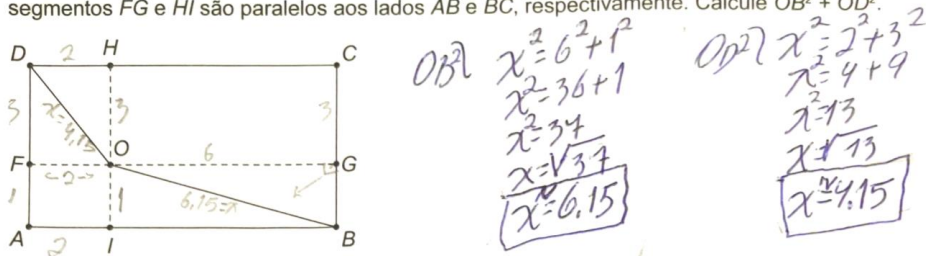 segmentos FG e HI são paralelos aos lados AB e BC, respectivamente. Calcule OB² + OD².
D 2 H C
3 x=4,15 3 3
F O 6 G
<-2->
1 1 6,15=x
A 2 I B
OB²{ x²=6²+1²
x²=36+1
x²=37
x=√37
x≅6,15
OD²{ x²=2²+3²
x²=4+9
x²=13
x=√13
x≅4,15